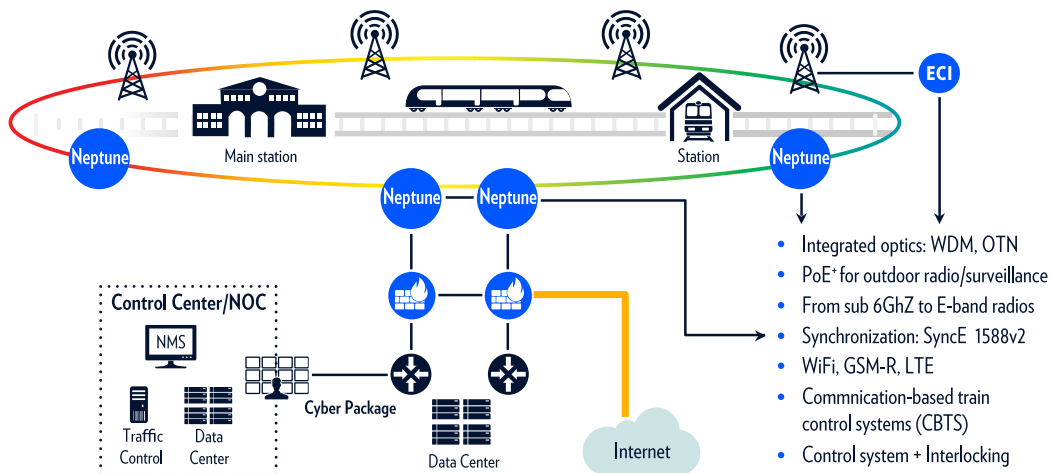 ECI
Main station
Station
Neptune
Neptune
Neptune
Neptune
• Integrated optics: WDM, OTN
• PoE⁺ for outdoor radio/surveillance
• From sub 6GhZ to E-band radios
• Synchronization: SyncE 1588v2
• WiFi, GSM-R, LTE
• Commnication-based train
control systems (CBTS)
• Control system + Interlocking
Control Center/NOC
NMS
Traffic
Control
Data
Center
Cyber Package
Data Center
Internet